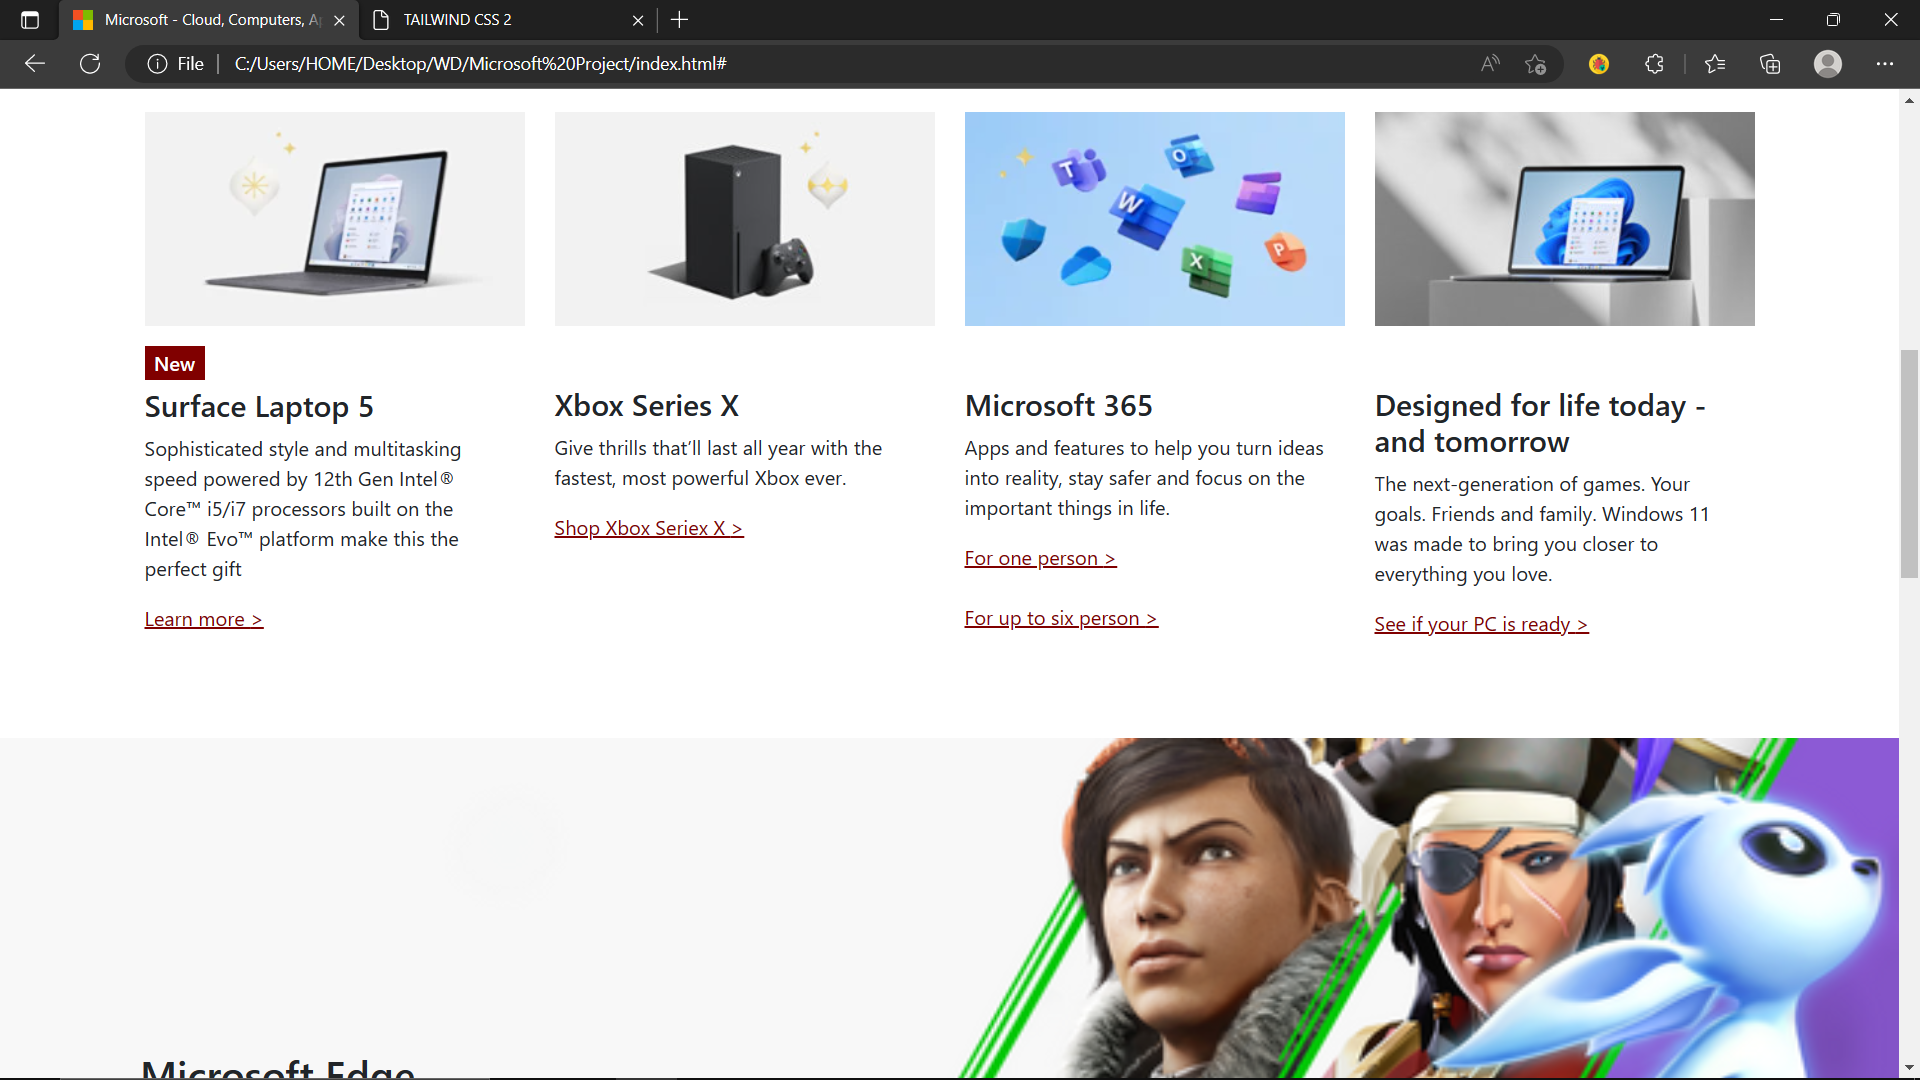 Microsoft - Cloud, Computers, A
TAILWIND CSS 2
File
C:/Users/HOME/Desktop/WD/Microsoft%20Project/index.html#
T
O
W
X
P
New
Surface Laptop 5
Sophisticated style and multitasking
speed powered by 12th Gen Intel®
Core™ i5/i7 processors built on the
Intel® Evo™ platform make this the
perfect gift
Learn more >
Xbox Series X
Give thrills that’ll last all year with the
fastest, most powerful Xbox ever.
Shop Xbox Seriex X >
Microsoft 365
Apps and features to help you turn ideas
into reality, stay safer and focus on the
important things in life.
For one person >
For up to six person >
Designed for life today -
and tomorrow
The next-generation of games. Your
goals. Friends and family. Windows 11
was made to bring you closer to
everything you love.
See if your PC is ready >
Microsoft Edge